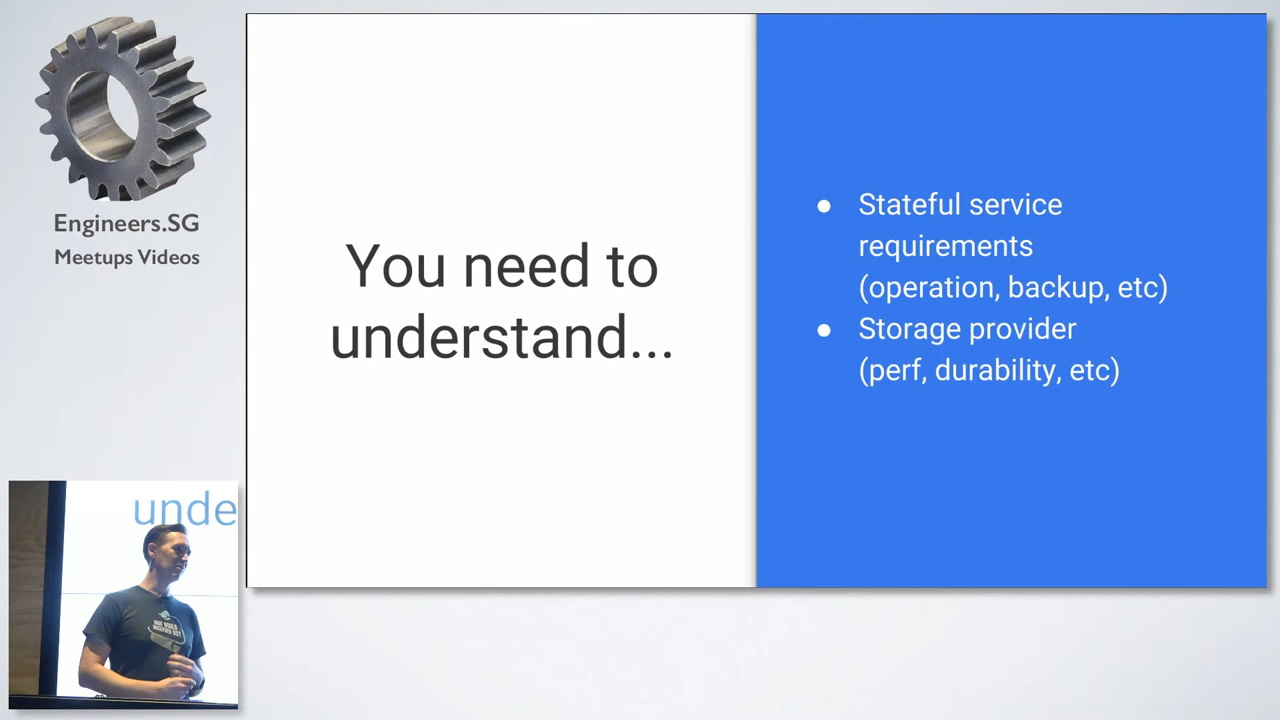 Engineers.SG
Meetups Videos
You need to
understand...
● Stateful service
requirements
(operation, backup, etc)
● Storage provider
(perf, durability, etc)
unde